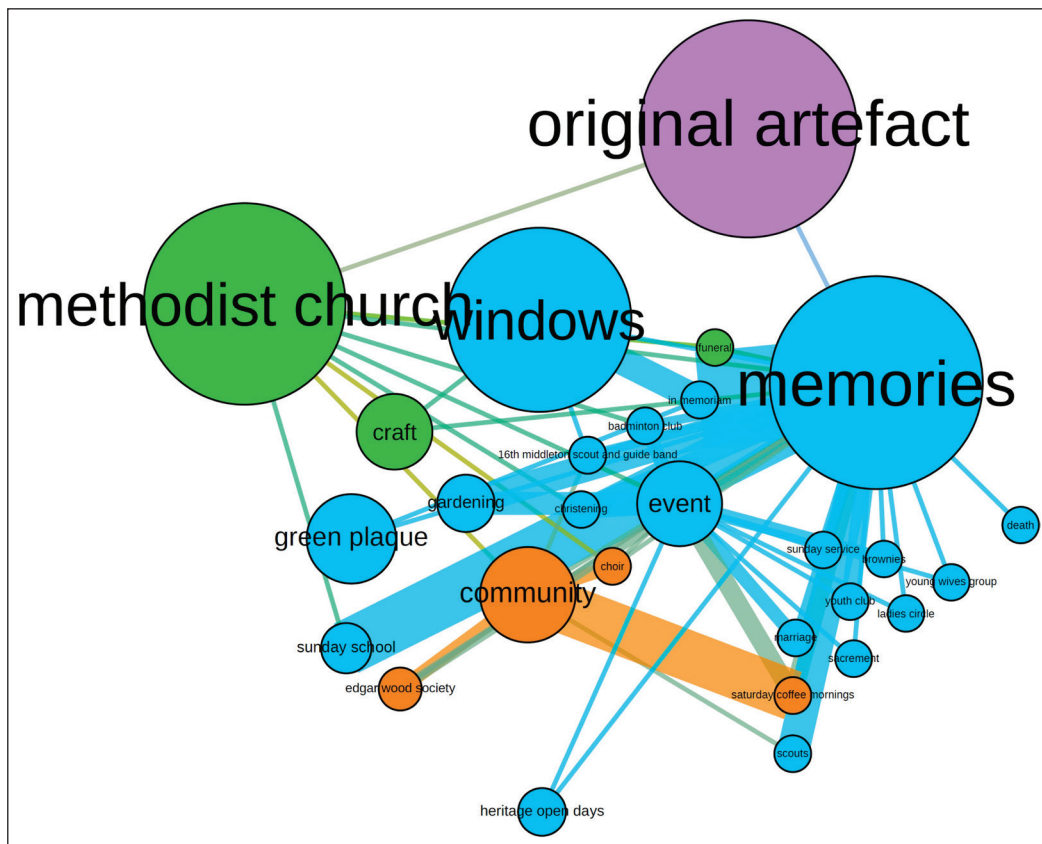 original artefact
methodist church
windows
funeral
memories
in memoriam
badminton club
craft
16th middleton scout and guide band
gardening
event
christening
green plaque
death
sunday service
brownies
choir
young wives group
community
youth club
ladies circle
marriage
sunday school
sacrement
edgar wood society
saturday coffee mornings
scouts
heritage open days